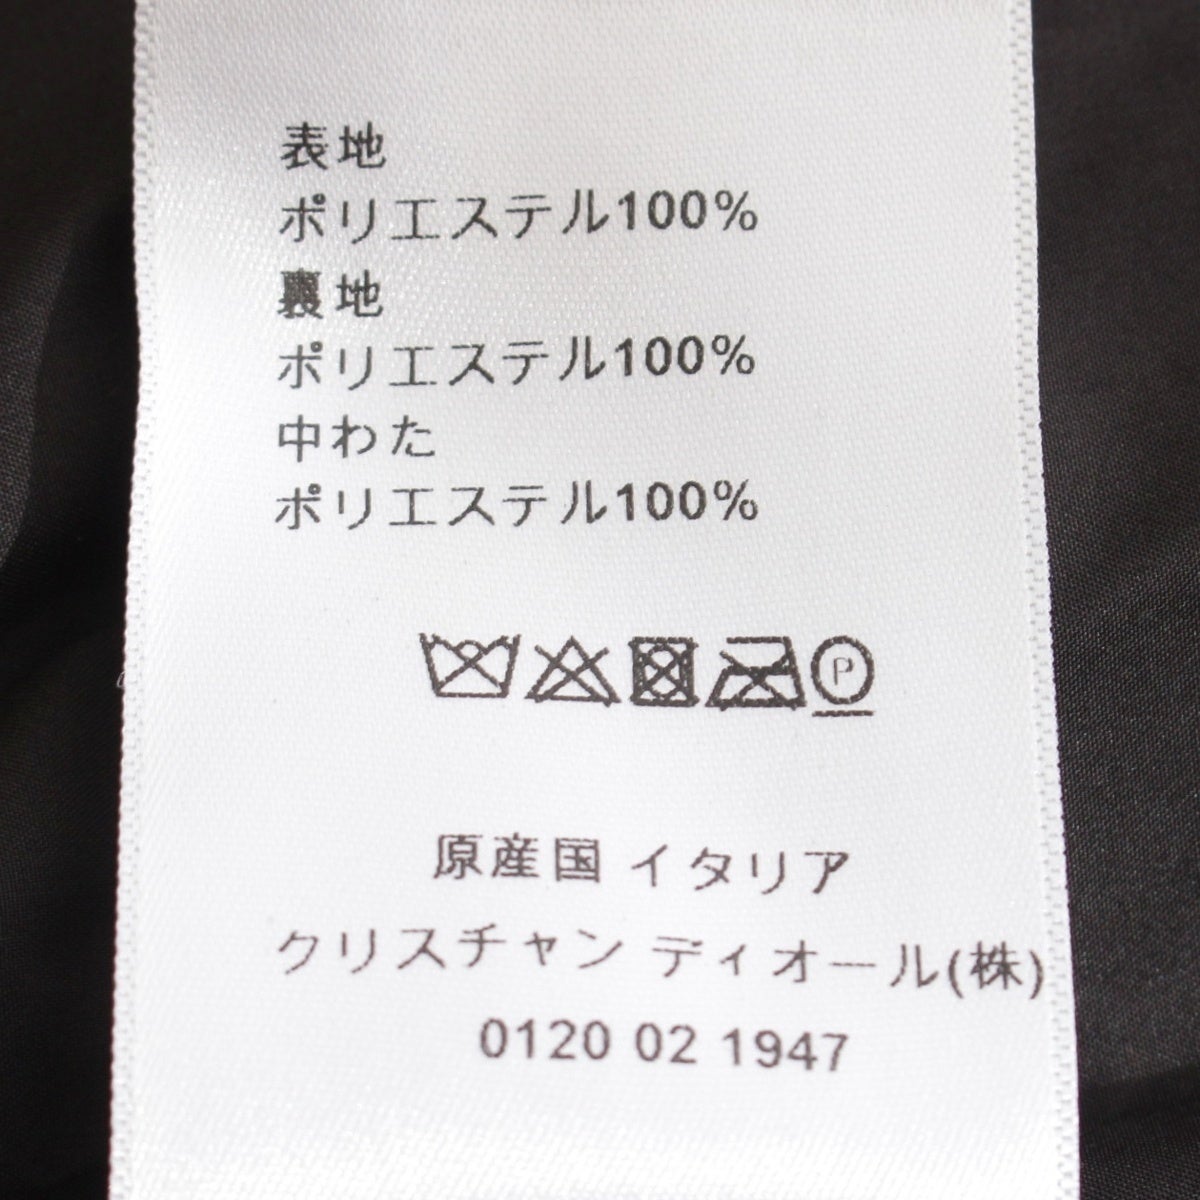 表地
ポリエステル100%
裏地
ポリエステル100%
中わた
ポリエステル100%
P
原産国 イタリア
クリスチャン ディオール(株)
0120 02 1947